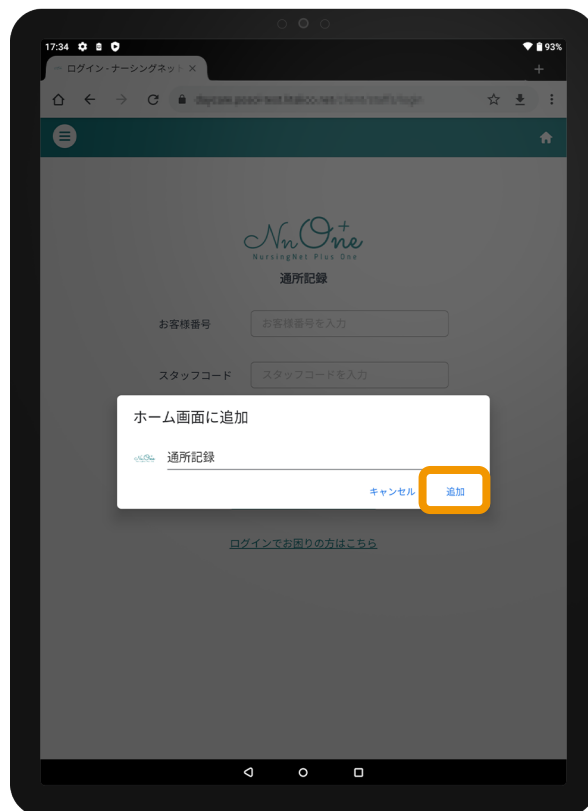 17:34
93%
ログイン - ナーシングネット
NnOne+
NursingNet Plus One
通所記録
お客様番号
お客様番号を入力
スタッフコード
スタッフコードを入力
ホーム画面に追加
通所記録
キャンセル
追加
ログインでお困りの方はこちら